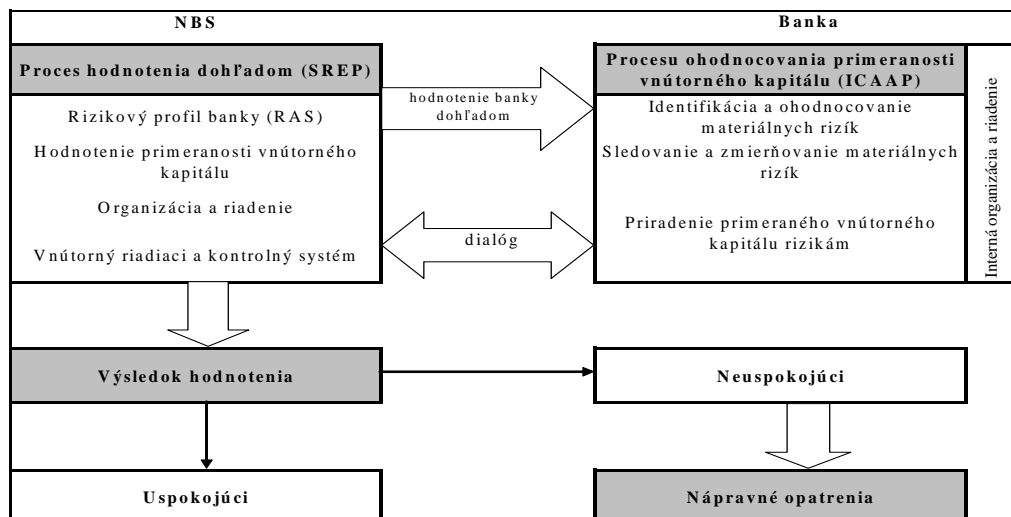 NBS
Banka
Proces hodnotenia dohľadom (SREP)
Rizikový profil banky (RAS)
Hodnotenie primeranosti vnútorného
kapitálu
Organizácia a riadenie
Vnútorný riadiaci a kontrolný systém
hodnotenie banky
dohľadom
dialóg
Procesu ohodnocovania primeranosti
vnútorného kapitálu (ICAAP)
Identifikácia a ohodnocovanie
materiálnych rizík
Sledovanie a zmierňovanie materiálnych
rizík
Priradenie primeraného vnútorného
kapitálu rizikám
Interná organizácia a riadenie
Výsledok hodnotenia
Neuspokojúci
Uspokojúci
Nápravné opatrenia